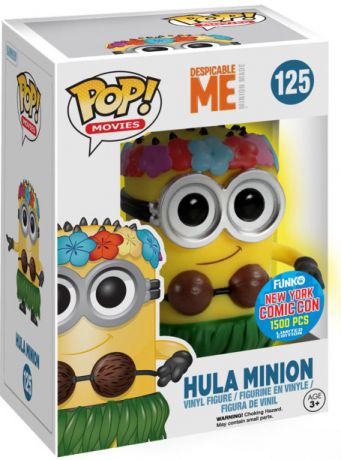 POP!
MOVIES
DESPICABLE
ME
MINION MADE
125
FUNKO
NEW YORK
COMIC CON
1500 PCS
LIMITED
EDITION
HULA MINION
VINYL FIGURE / FIGURINE EN VINYLE /
FIGURA DE VINIL
WARNING! Choking Hazard.
May contain small parts.
AGE
3+
POP!
MOVIES
125
HULA MINION